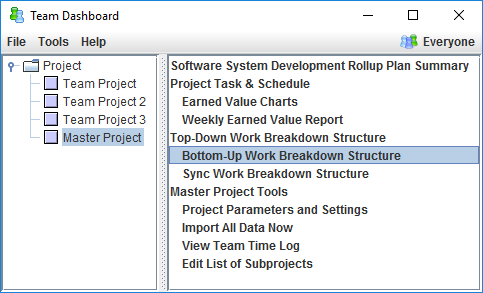 Team Dashboard
File Tools Help Everyone
Project
Team Project
Team Project 2
Team Project 3
Master Project
Software System Development Rollup Plan Summary
Project Task & Schedule
Earned Value Charts
Weekly Earned Value Report
Top-Down Work Breakdown Structure
Bottom-Up Work Breakdown Structure
Sync Work Breakdown Structure
Master Project Tools
Project Parameters and Settings
Import All Data Now
View Team Time Log
Edit List of Subprojects